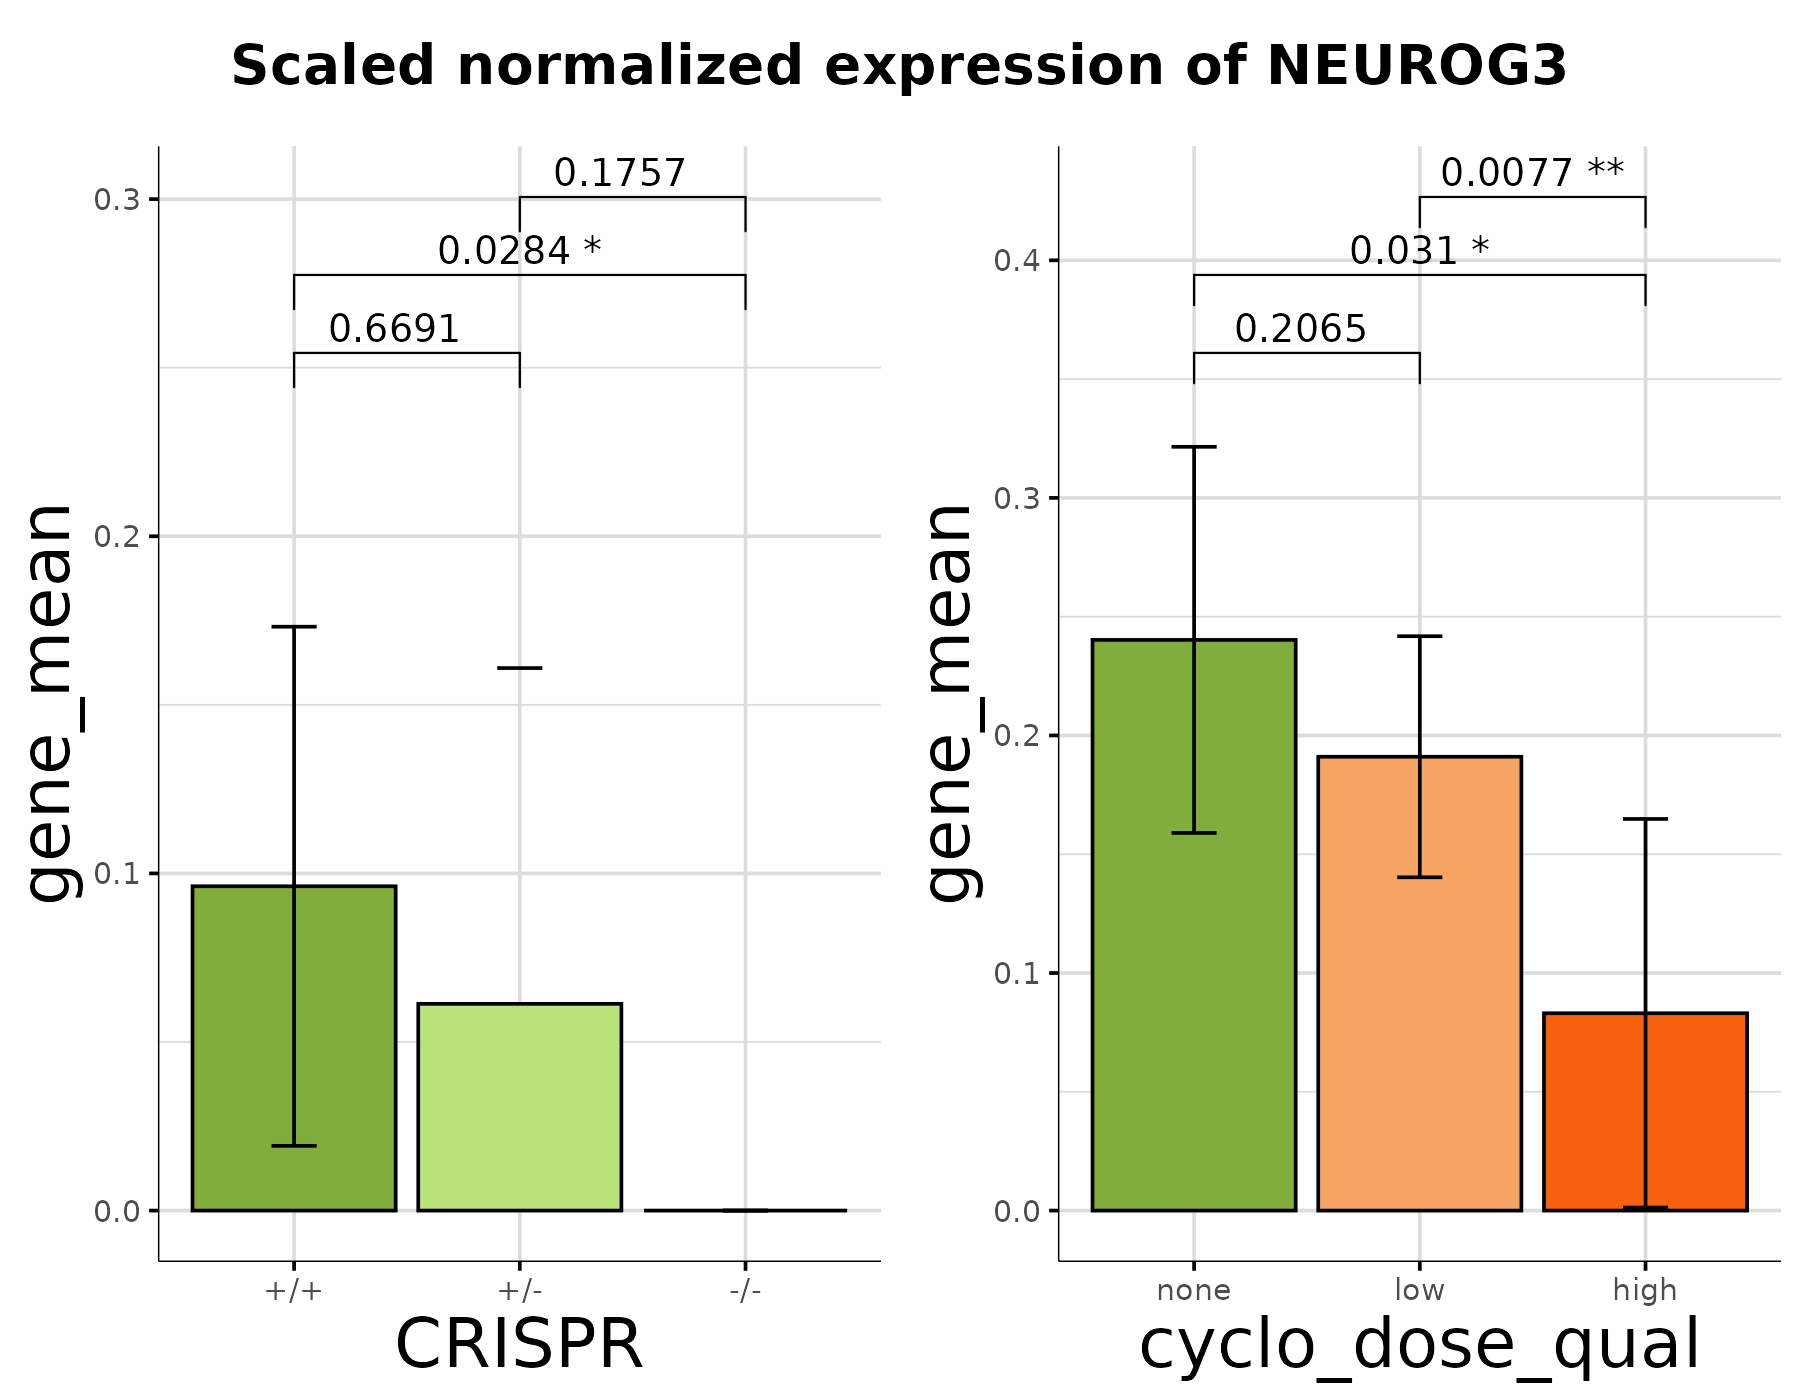 Scaled normalized expression of NEUROG3
gene_mean
0.3
0.2
0.1
0.0
0.1757
0.0284 *
0.6691
+/+
+/-
-/-
CRISPR
gene_mean
0.4
0.3
0.2
0.1
0.0
0.0077 **
0.031 *
0.2065
none
low
high
cyclo_dose_qual